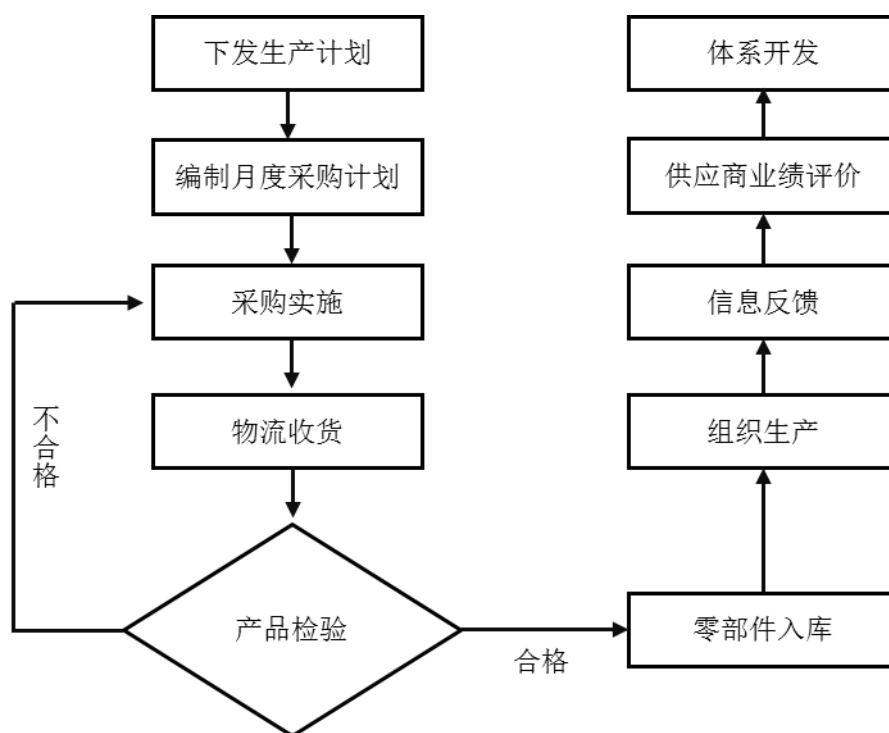 下发生产计划
编制月度采购计划
采购实施
物流收货
不合格
产品检验
合格
零部件入库
组织生产
信息反馈
供应商业绩评价
体系开发